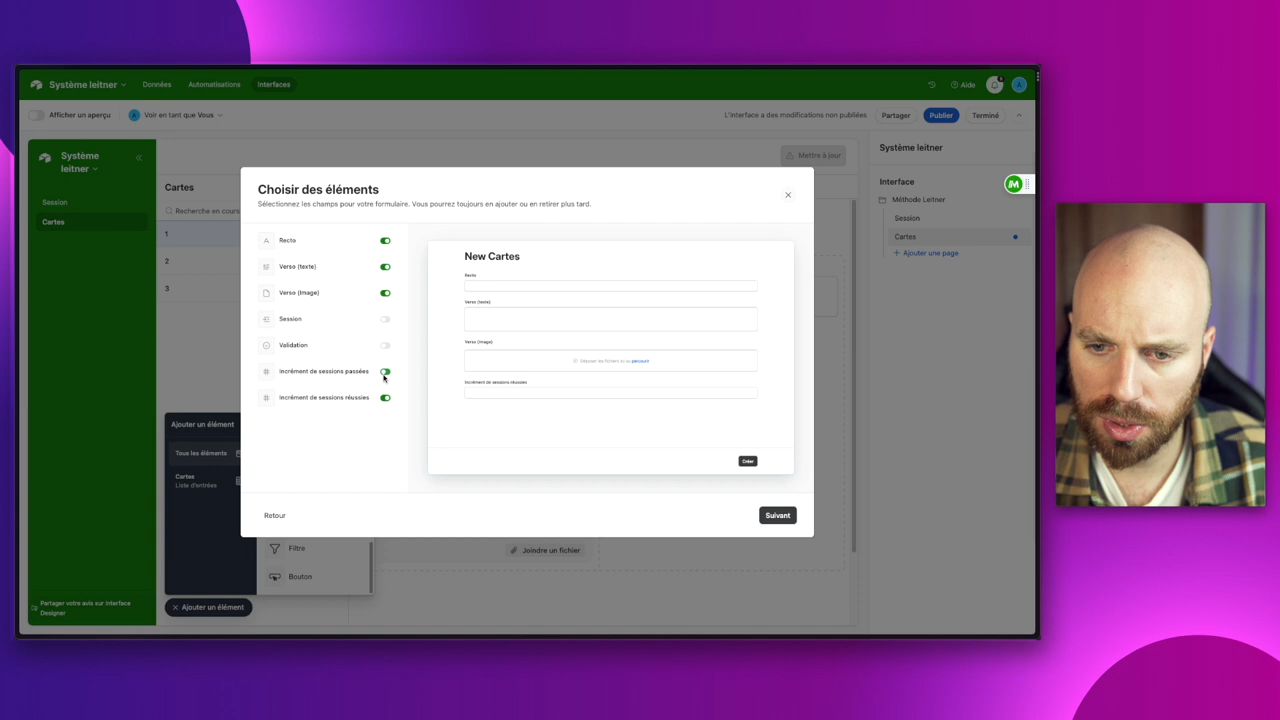 Système leitner
Données
Automatisations
Interfaces
Aide
A
Afficher un aperçu
A
Voir en tant que Vous
L'interface a des modifications non publiées
Partager
Publier
Terminé
Système
leitner
Session
Cartes
Partager votre avis sur Interface
Designer
Cartes
Recherche en cours
1
2
3
Mettre à jour
Ajouter un élément
Tous les éléments
Cartes
Liste d'entrées
Filtre
Bouton
Ajouter un élément
Joindre un fichier
Choisir des éléments
Sélectionnez les champs pour votre formulaire. Vous pourrez toujours en ajouter ou en retirer plus tard.
Recto
Verso (texte)
Verso (Image)
Session
Validation
Incrément de sessions passées
Incrément de sessions réussies
New Cartes
Recto
Verso (texte)
Verso (Image)
Déposer les fichiers ici ou parcourir
Incrément de sessions réussies
Créer
Retour
Suivant
Système leitner
Interface
Méthode Leitner
Session
Cartes
Ajouter une page